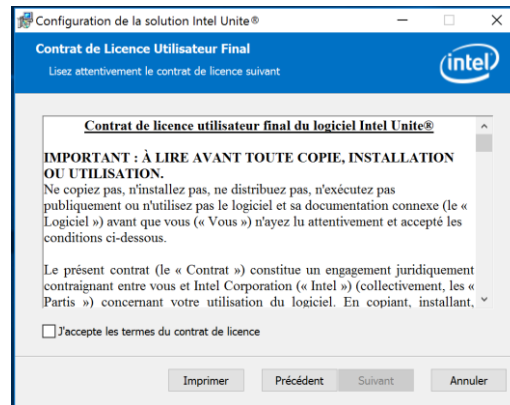 Configuration de la solution Intel Unite®
Contrat de Licence Utilisateur Final
Lisez attentivement le contrat de licence suivant
intel
Contrat de licence utilisateur final du logiciel Intel Unite®
IMPORTANT : À LIRE AVANT TOUTE COPIE, INSTALLATION
OU UTILISATION.
Ne copiez pas, n'installez pas, ne distribuez pas, n'exécutez pas
publiquement ou n'utilisez pas le logiciel et sa documentation connexe (le «
Logiciel ») avant que vous (« Vous ») n'ayez lu attentivement et accepté les
conditions ci-dessous.
Le présent contrat (le « Contrat ») constitue un engagement juridiquement
contraignant entre vous et Intel Corporation (« Intel ») (collectivement, les «
Partis ») concernant votre utilisation du logiciel. En copiant, installant,
J'accepte les termes du contrat de licence
Imprimer
Précédent
Suivant
Annuler